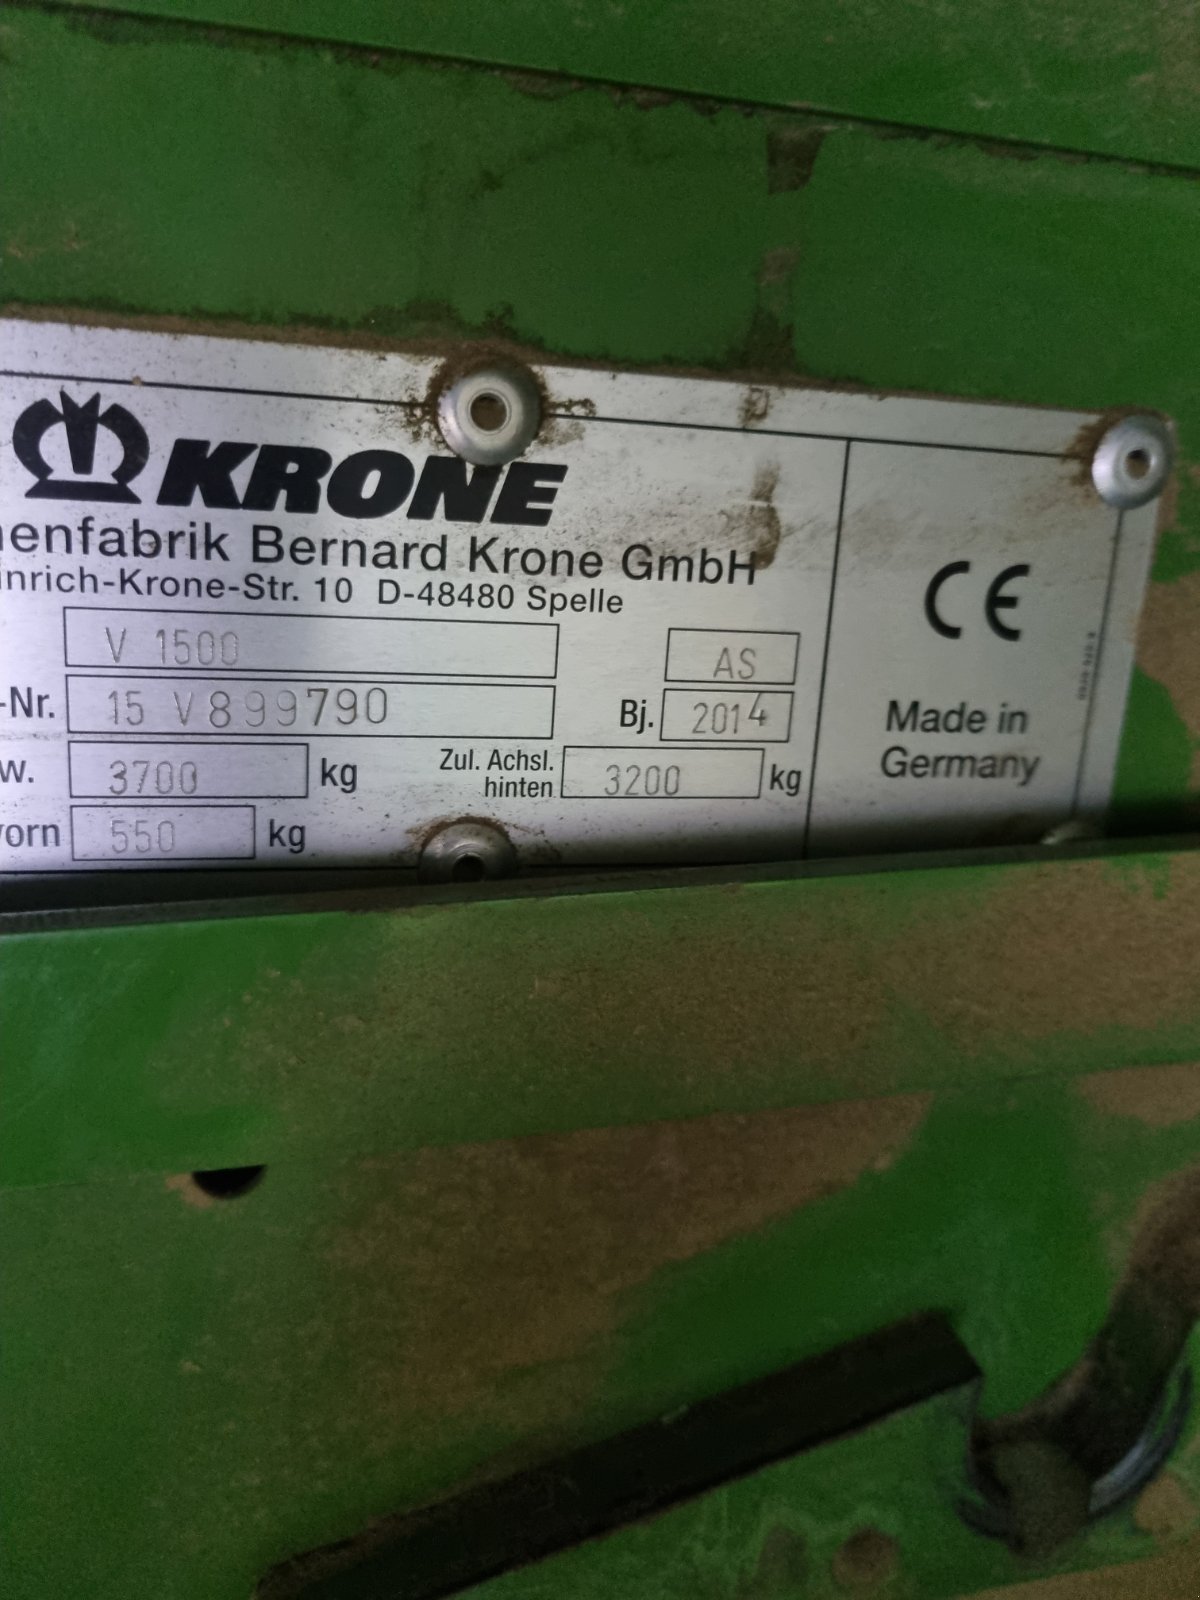 KRONE
nenfabrik Bernard Krone GmbH
inrich-Krone-Str. 10 D-48480 Spelle
V 1500 AS
-Nr. 15 V899790 Bj. 2014
w. 3700 kg Zul. Achsl. hinten 3200 kg
vorn 550 kg
CE
Made in
Germany